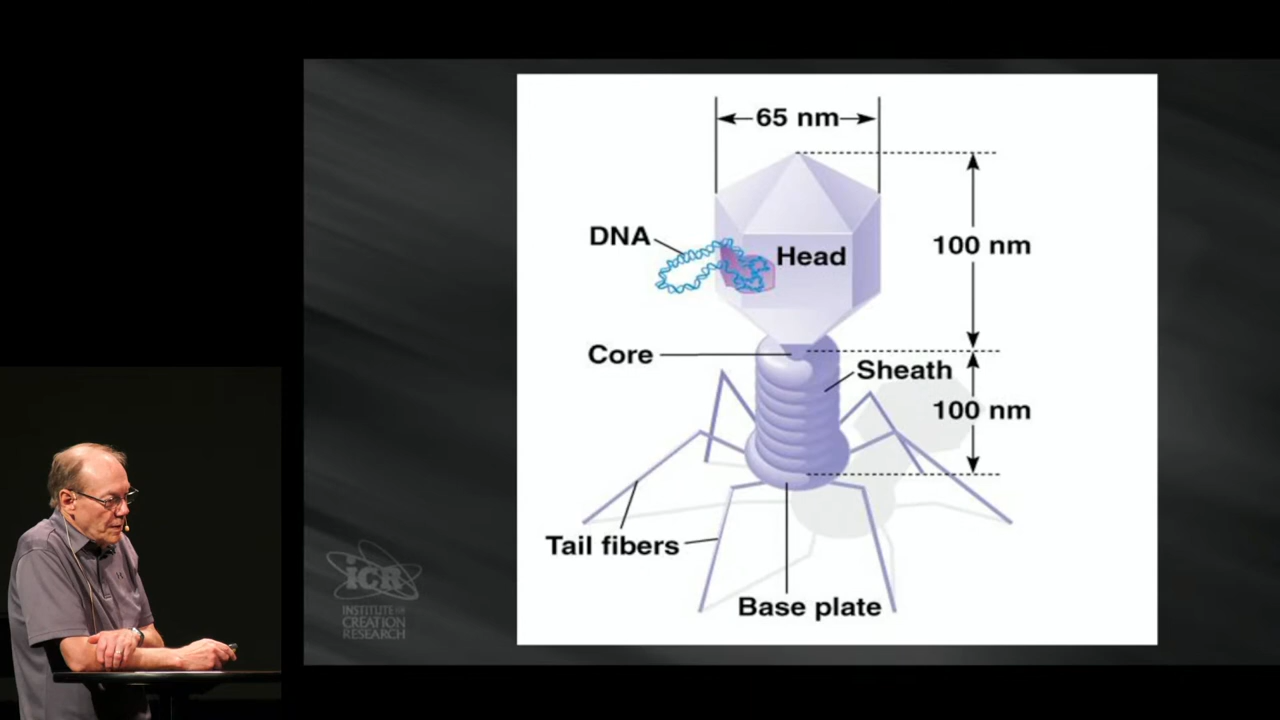 65 nm
DNA
Head
100 nm
Core
Sheath
100 nm
Tail fibers
Base plate
iCR
INSTITUTE for
CREATION
RESEARCH